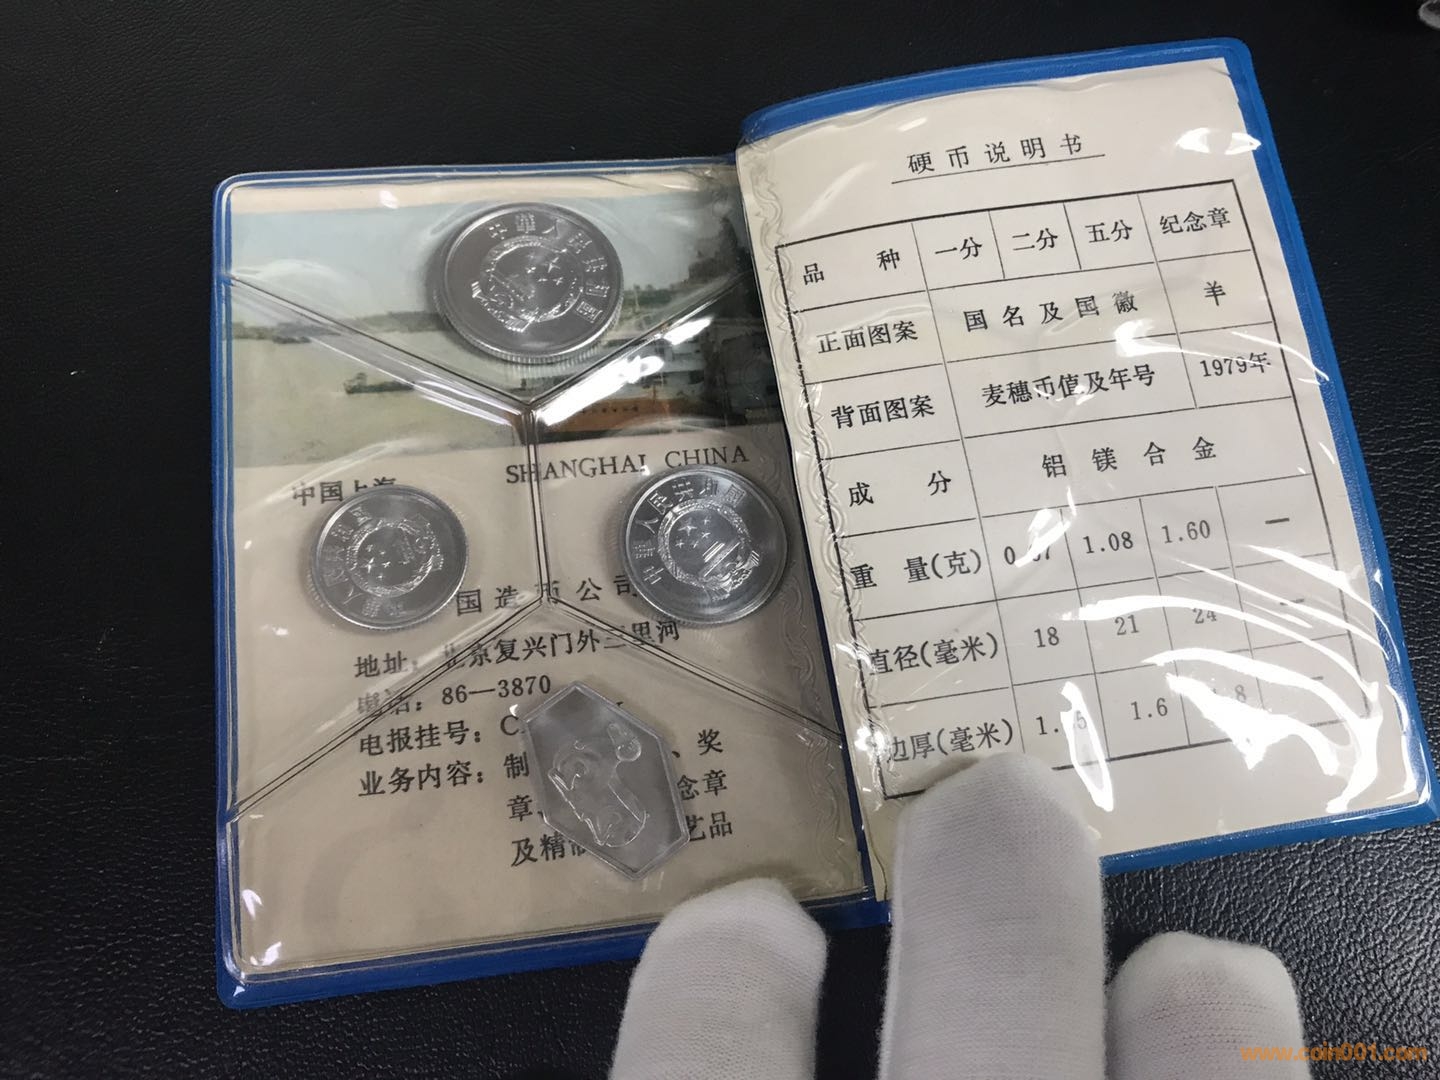 中华人民共和国
SHANGHAI CHINA
中国上海
人民共和国
中华人民共和国
国造币公司
地址：北京复兴门外三里河
电话：86—3870
电报挂号：C
业务内容：制、奖
章念章
及精艺品
硬币说明书
品 种 一分 二分 五分 纪念章
正面图案 国名及国徽 羊
背面图案 麦穗币值及年号 1979年
成 分 铝镁合金
重 量(克) 0. 7 1.08 1.60 —
直径(毫米) 18 21 24 —
边厚(毫米) 1. 5 1.6 .8 —
www.coin001.com